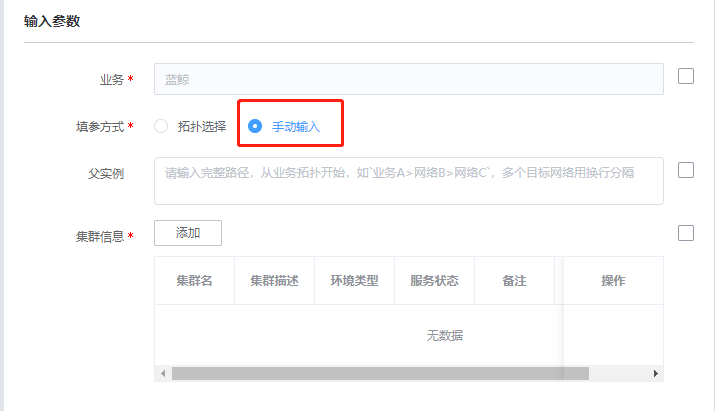 输入参数
业务 * 蓝鲸
填参方式 * 拓扑选择 手动输入
父实例 请输入完整路径，从业务拓扑开始，如`业务A>网络B>网络C`，多个目标网络用换行分隔
集群信息 * 添加
集群名 集群描述 环境类型 服务状态 备注 操作
无数据